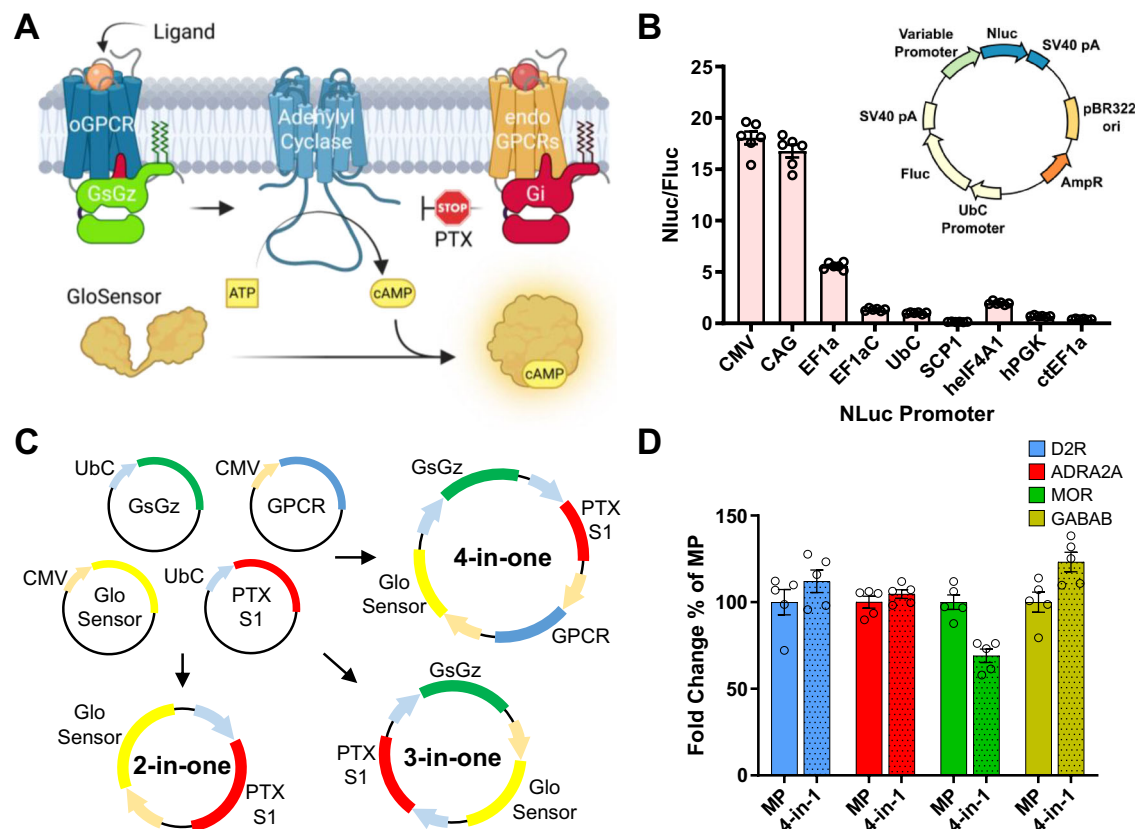 A
Ligand
oGPCR
GsGz
Adenylyl
Cyclase
endo
GPCRs
Gi
STOP
PTX
ATP
cAMP
GloSensor
cAMP
B
Nluc/Fluc
25
20
15
10
5
0
CMV
CAG
EF1a
EF1aC
UbC
SCP1
heIF4A1
hPGK
ctEF1a
NLuc Promoter
Variable
Promoter
Nluc
SV40 pA
pBR322
ori
AmpR
UbC
Promoter
Fluc
SV40 pA
C
UbC
GsGz
CMV
GPCR
CMV
Glo
Sensor
UbC
PTX
S1
GsGz
PTX
S1
4-in-one
Glo
Sensor
GPCR
Glo
Sensor
2-in-one
PTX
S1
GsGz
PTX
S1
3-in-one
Glo
Sensor
D
D2R
ADRA2A
MOR
GABAB
Fold Change % of MP
150
100
50
0
MP
4-in-1
MP
4-in-1
MP
4-in-1
MP
4-in-1